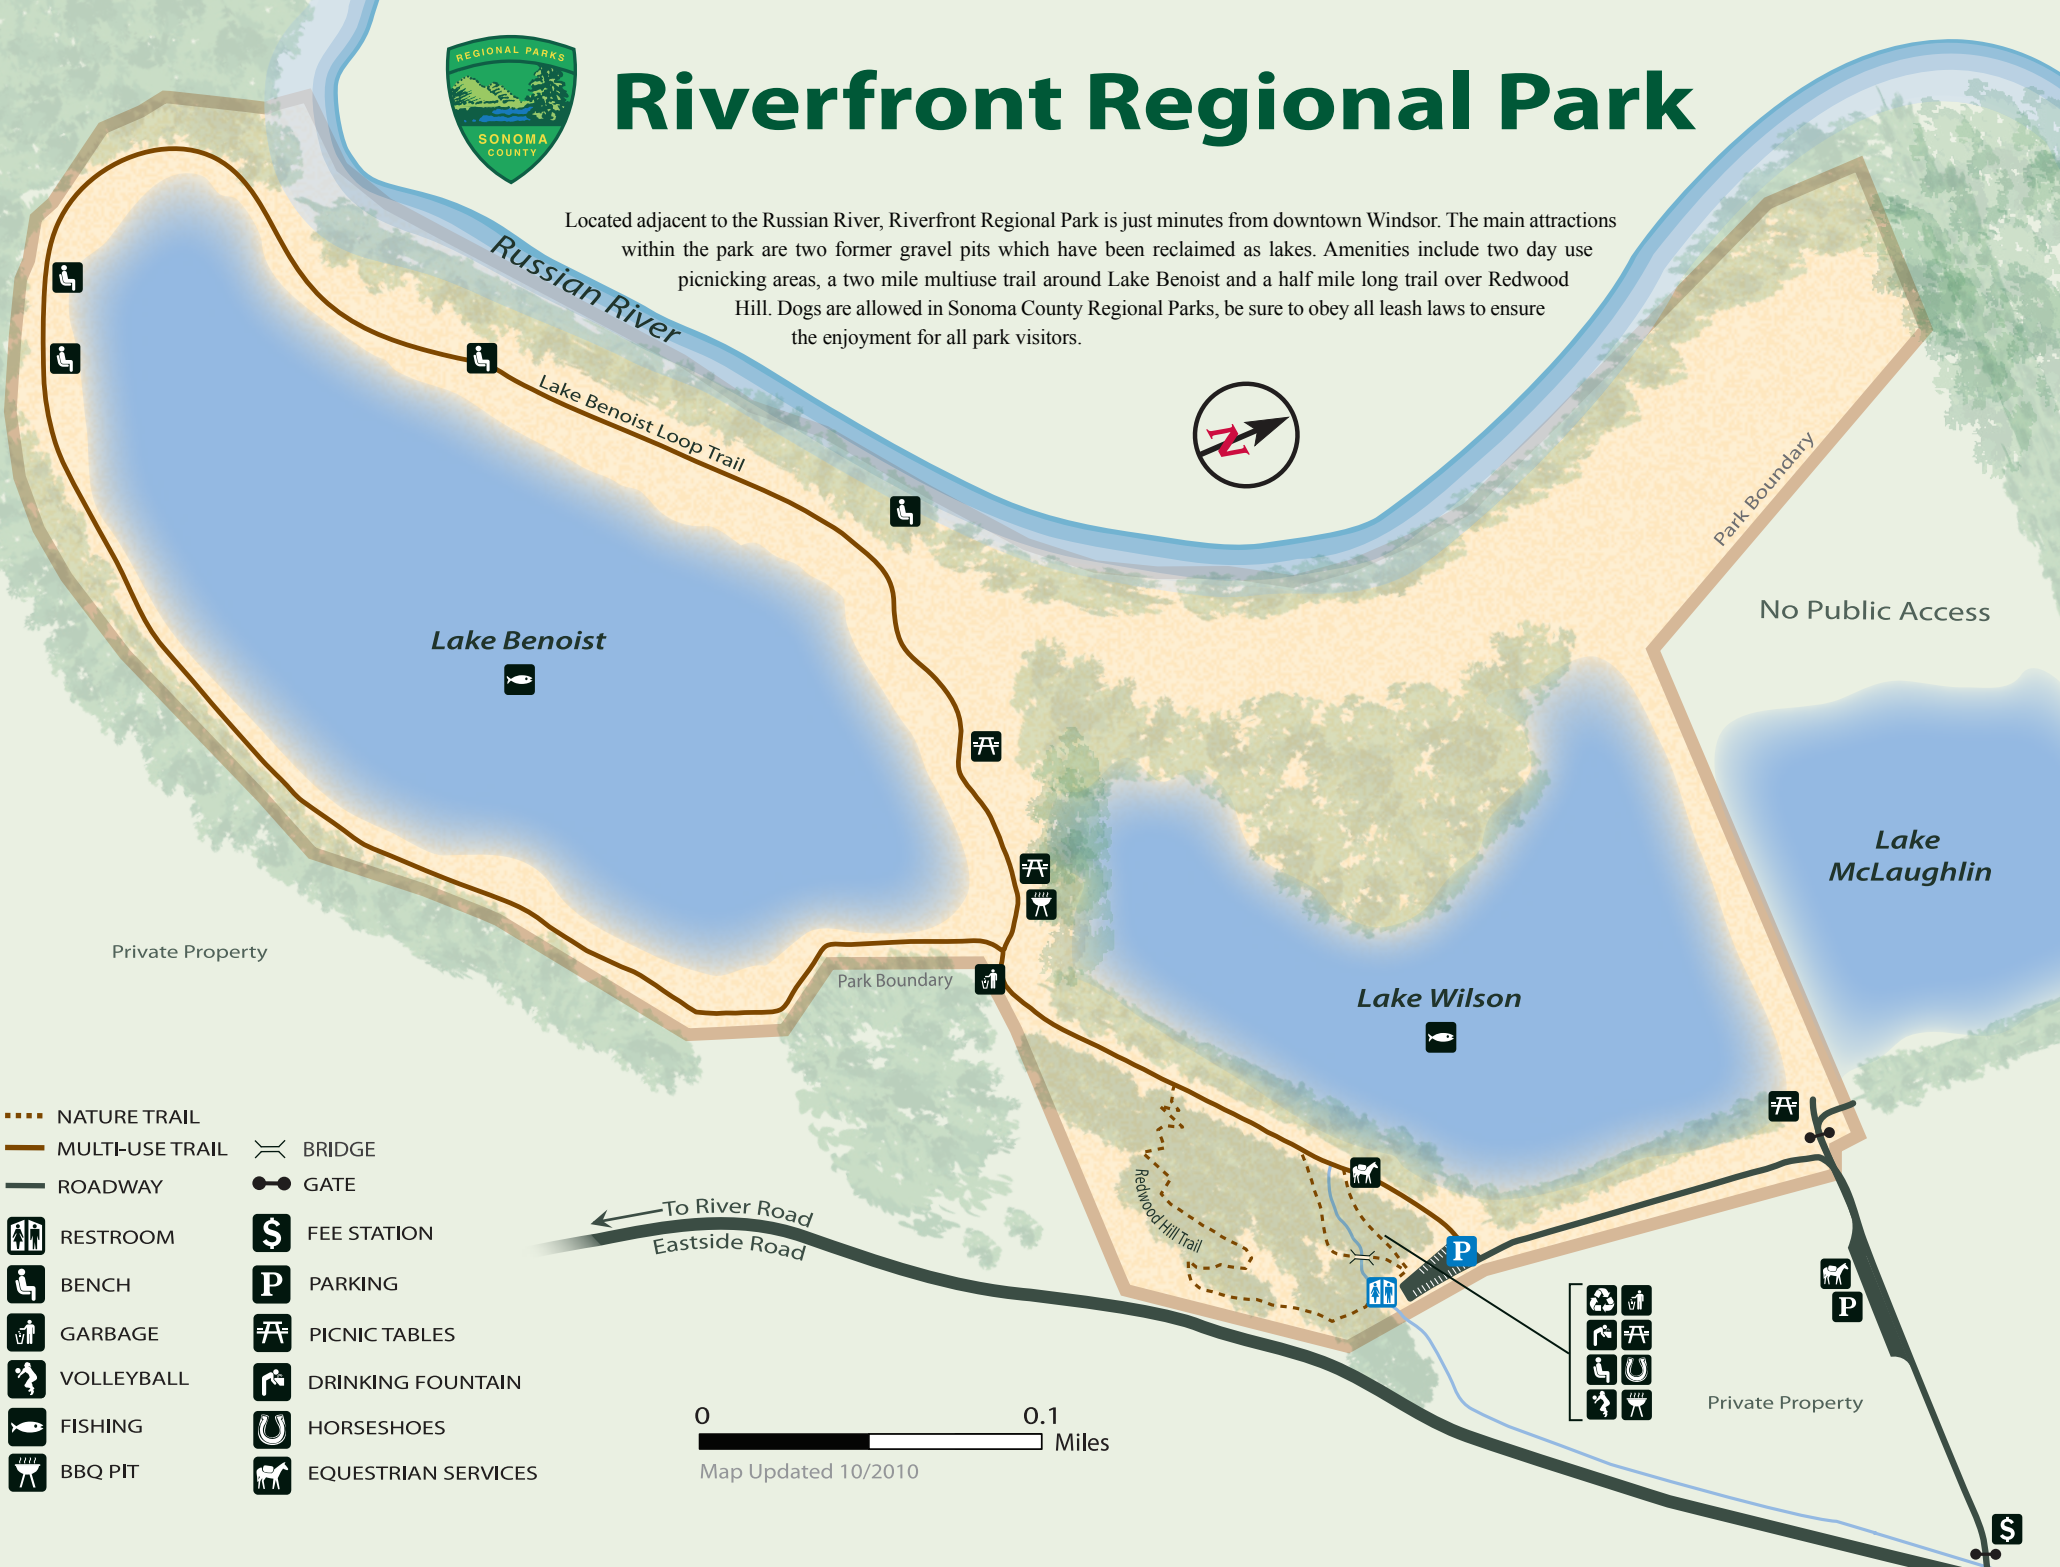 REGIONAL PARKS
SONOMA
COUNTY
Riverfront Regional Park
Located adjacent to the Russian River, Riverfront Regional Park is just minutes from downtown Windsor. The main attractions
within the park are two former gravel pits which have been reclaimed as lakes. Amenities include two day use
picnicking areas, a two mile multiuse trail around Lake Benoist and a half mile long trail over Redwood
Hill. Dogs are allowed in Sonoma County Regional Parks, be sure to obey all leash laws to ensure
the enjoyment for all park visitors.
Russian River
Lake Benoist Loop Trail
N
Park Boundary
No Public Access
Lake Benoist
Lake
McLaughlin
Private Property
Park Boundary
Lake Wilson
Redwood Hill Trail
To River Road
Eastside Road
P
P
Private Property
$
NATURE TRAIL
MULTI-USE TRAIL
BRIDGE
ROADWAY
GATE
RESTROOM
$ FEE STATION
BENCH
P PARKING
GARBAGE
PICNIC TABLES
VOLLEYBALL
DRINKING FOUNTAIN
FISHING
HORSESHOES
BBQ PIT
EQUESTRIAN SERVICES
0 0.1
Miles
Map Updated 10/2010